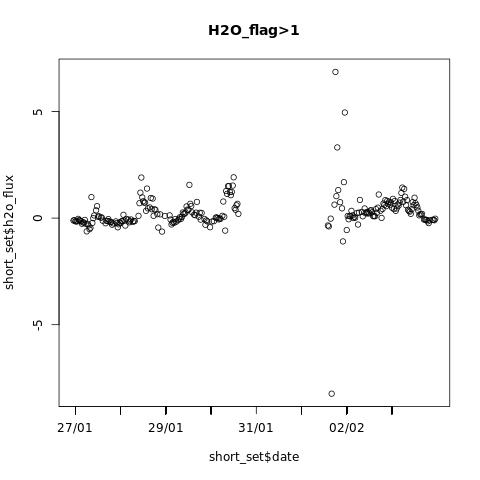 H2O_flag>1
short_set$h2o_flux
5
0
-5
27/01 29/01 31/01 02/02
short_set$date